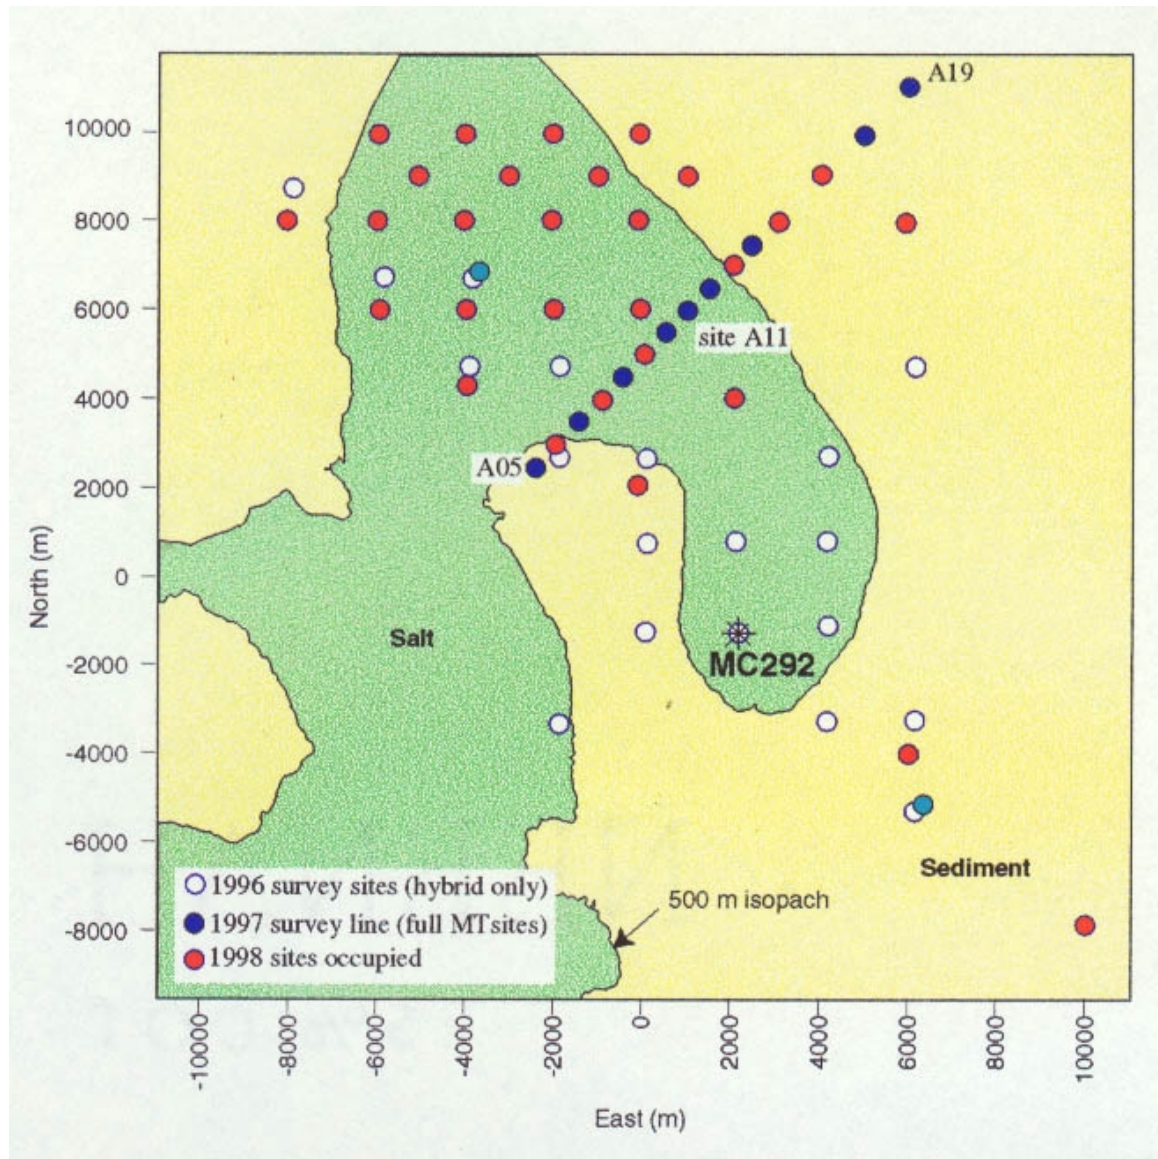 A19
10000
8000
6000
site A11
4000
A05
2000
0
North (m)
Salt
-2000
MC292
-4000
-6000
Sediment
1996 survey sites (hybrid only)
500 m isopach
1997 survey line (full MTsites)
-8000
1998 sites occupied
-10000
-8000
-6000
-4000
-2000
0
2000
4000
6000
8000
10000
East (m)